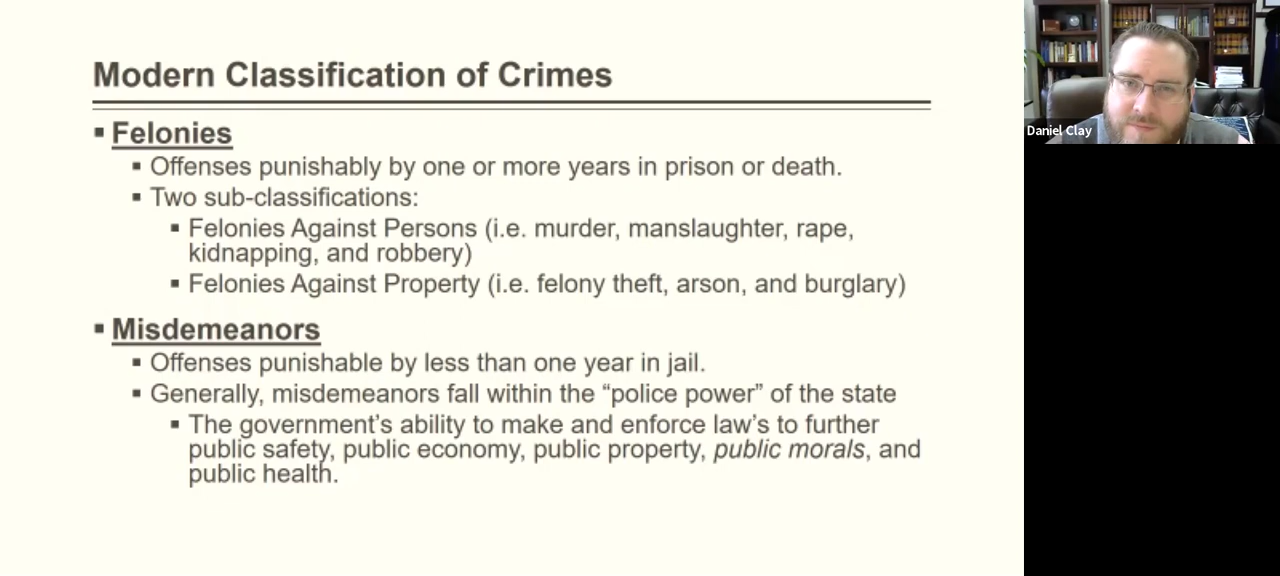 Modern Classification of Crimes
▪ Felonies
▪ Offenses punishably by one or more years in prison or death.
▪ Two sub-classifications:
▪ Felonies Against Persons (i.e. murder, manslaughter, rape,
kidnapping, and robbery)
▪ Felonies Against Property (i.e. felony theft, arson, and burglary)
▪ Misdemeanors
▪ Offenses punishable by less than one year in jail.
▪ Generally, misdemeanors fall within the “police power” of the state
▪ The government’s ability to make and enforce law’s to further
public safety, public economy, public property, public morals, and
public health.
Daniel Clay